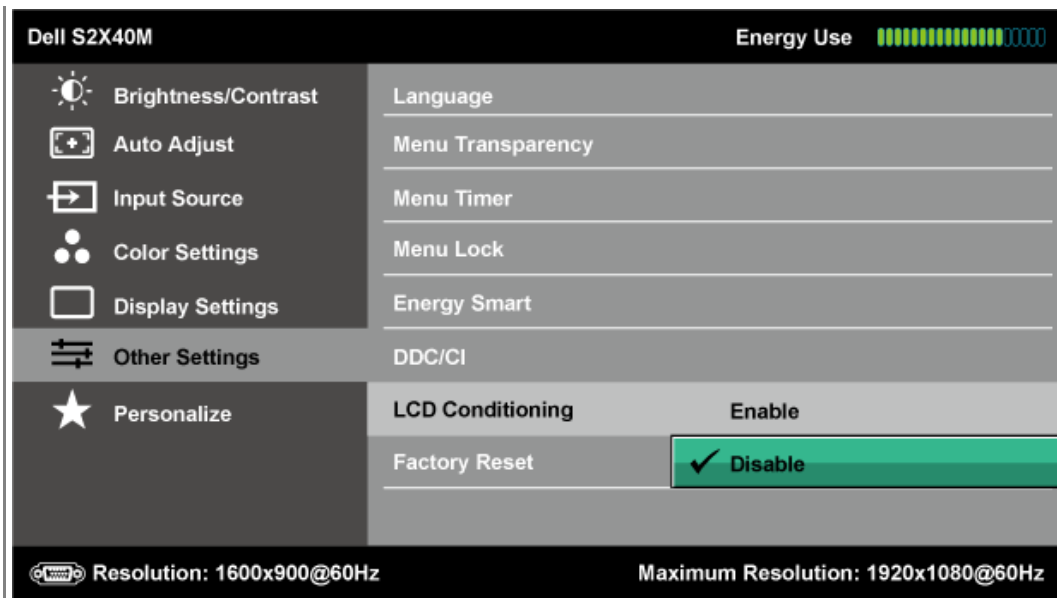 Dell S2X40M Energy Use
Brightness/Contrast Language
Auto Adjust Menu Transparency
Input Source Menu Timer
Color Settings Menu Lock
Display Settings Energy Smart
Other Settings DDC/CI
Personalize LCD Conditioning Enable
Factory Reset Disable
Resolution: 1600x900@60Hz Maximum Resolution: 1920x1080@60Hz